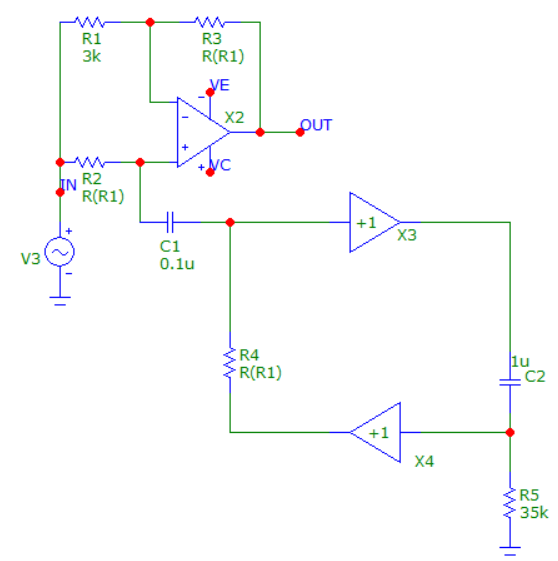 R1
3k
R3
R(R1)
VE
-
X2
-
+
OUT
+
VC
IN
R2
R(R1)
V3
+
-
C1
0.1u
+1
X3
R4
R(R1)
1u
C2
+1
X4
R5
35k